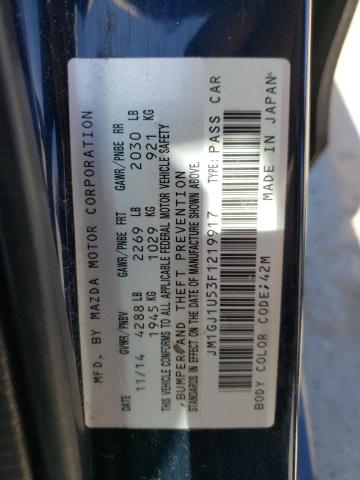 MFD. BY MAZDA MOTOR CORPORATION
GVWR/PNBV GAWR/PNBE FRT GAWR/PNBE RR
DATE 11/14 4288 LB 2269 LB 2030 LB
1945 KG 1029 KG 921 KG
THIS VEHICLE CONFORMS TO ALL APPLICABLE FEDERAL MOTOR VEHICLE SAFETY
,BUMPER,AND THEFT PREVENTION
STANDARDS IN EFFECT ON THE DATE OF MANUFACTURE SHOWN ABOVE.
JM1GJ1U53F1219917 TYPE: PASS CAR
BODY COLOR CODE;42M MADE IN JAPAN